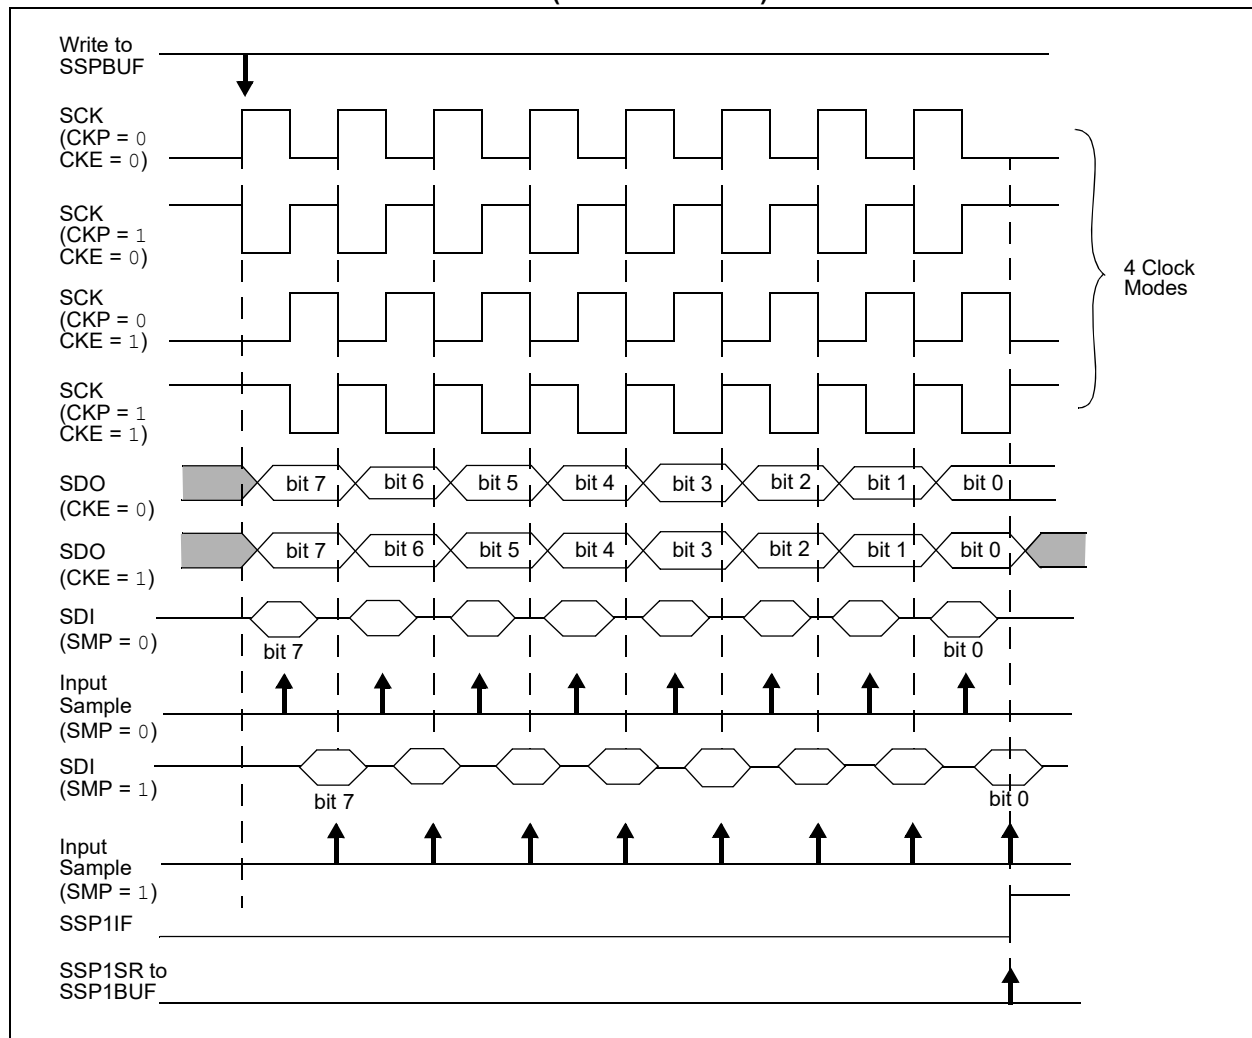 Write to
SSPBUF
SCK
(CKP = 0
CKE = 0)
SCK
(CKP = 1
CKE = 0)
4 Clock
Modes
SCK
(CKP = 0
CKE = 1)
SCK
(CKP = 1
CKE = 1)
SDO
(CKE = 0)
bit 7 bit 6 bit 5 bit 4 bit 3 bit 2 bit 1 bit 0
SDO
(CKE = 1)
bit 7 bit 6 bit 5 bit 4 bit 3 bit 2 bit 1 bit 0
SDI
(SMP = 0)
bit 7 bit 0
Input
Sample
(SMP = 0)
SDI
(SMP = 1)
bit 7 bit 0
Input
Sample
(SMP = 1)
SSP1IF
SSP1SR to
SSP1BUF